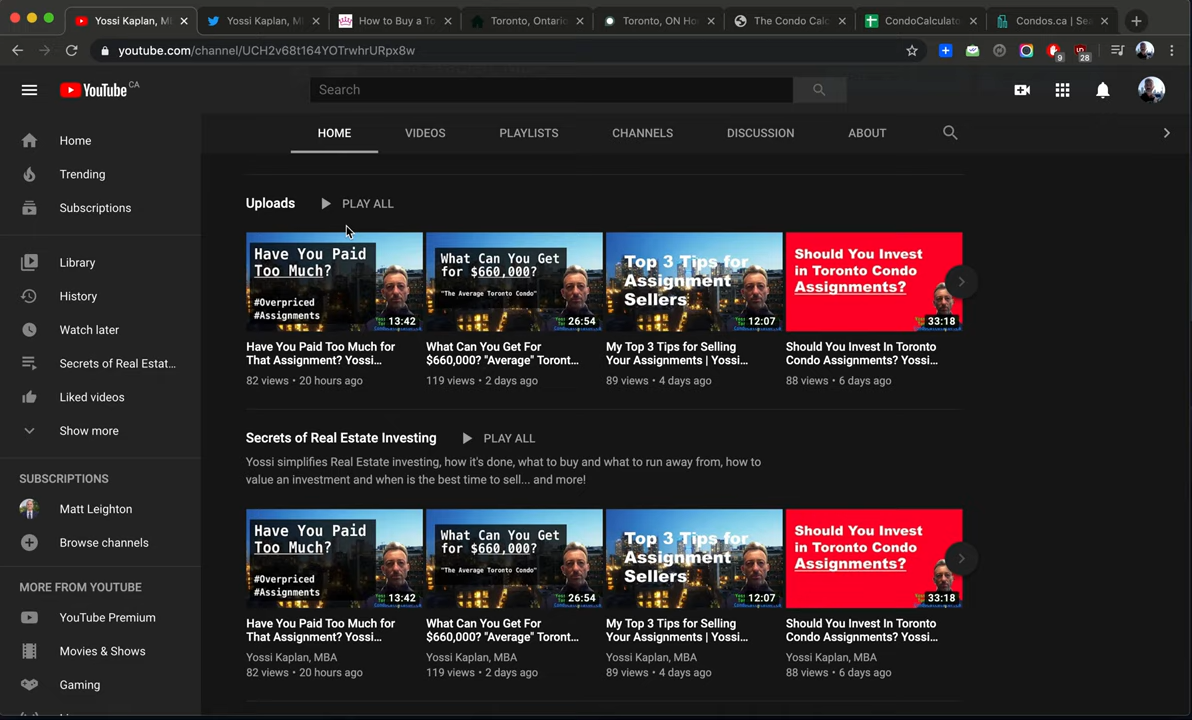 Yossi Kaplan, M
Yossi Kaplan, M
How to Buy a To
Toronto, Ontario
Toronto, ON Ho
The Condo Calc
CondoCalculato
Condos.ca | Sea
youtube.com/channel/UCH2v68t164YOTrwhrURpx8w
9
28
YouTube CA
Search
HOME
VIDEOS
PLAYLISTS
CHANNELS
DISCUSSION
ABOUT
Home
Trending
Subscriptions
Library
History
Watch later
Secrets of Real Estat...
Liked videos
Show more
SUBSCRIPTIONS
Matt Leighton
Browse channels
MORE FROM YOUTUBE
YouTube Premium
Movies & Shows
Gaming
Uploads
PLAY ALL
Have You Paid
Too Much?
#Overpriced
#Assignments
13:42
What Can You Get
for $660,000?
"The Average Toronto Condo"
26:54
Top 3 Tips for
Assignment
Sellers
12:07
Should You Invest
in Toronto Condo
Assignments?
33:18
Have You Paid Too Much for
That Assignment? Yossi...
82 views • 20 hours ago
What Can You Get For
$660,000? "Average" Toront...
119 views • 2 days ago
My Top 3 Tips for Selling
Your Assignments | Yossi...
89 views • 4 days ago
Should You Invest In Toronto
Condo Assignments? Yossi...
88 views • 6 days ago
Secrets of Real Estate Investing
PLAY ALL
Yossi simplifies Real Estate investing, how it's done, what to buy and what to run away from, how to
value an investment and when is the best time to sell... and more!
Have You Paid
Too Much?
#Overpriced
#Assignments
13:42
What Can You Get
for $660,000?
"The Average Toronto Condo"
26:54
Top 3 Tips for
Assignment
Sellers
12:07
Should You Invest
in Toronto Condo
Assignments?
33:18
Have You Paid Too Much for
That Assignment? Yossi...
Yossi Kaplan, MBA
82 views • 20 hours ago
What Can You Get For
$660,000? "Average" Toront...
Yossi Kaplan, MBA
119 views • 2 days ago
My Top 3 Tips for Selling
Your Assignments | Yossi...
Yossi Kaplan, MBA
89 views • 4 days ago
Should You Invest In Toronto
Condo Assignments? Yossi...
Yossi Kaplan, MBA
88 views • 6 days ago